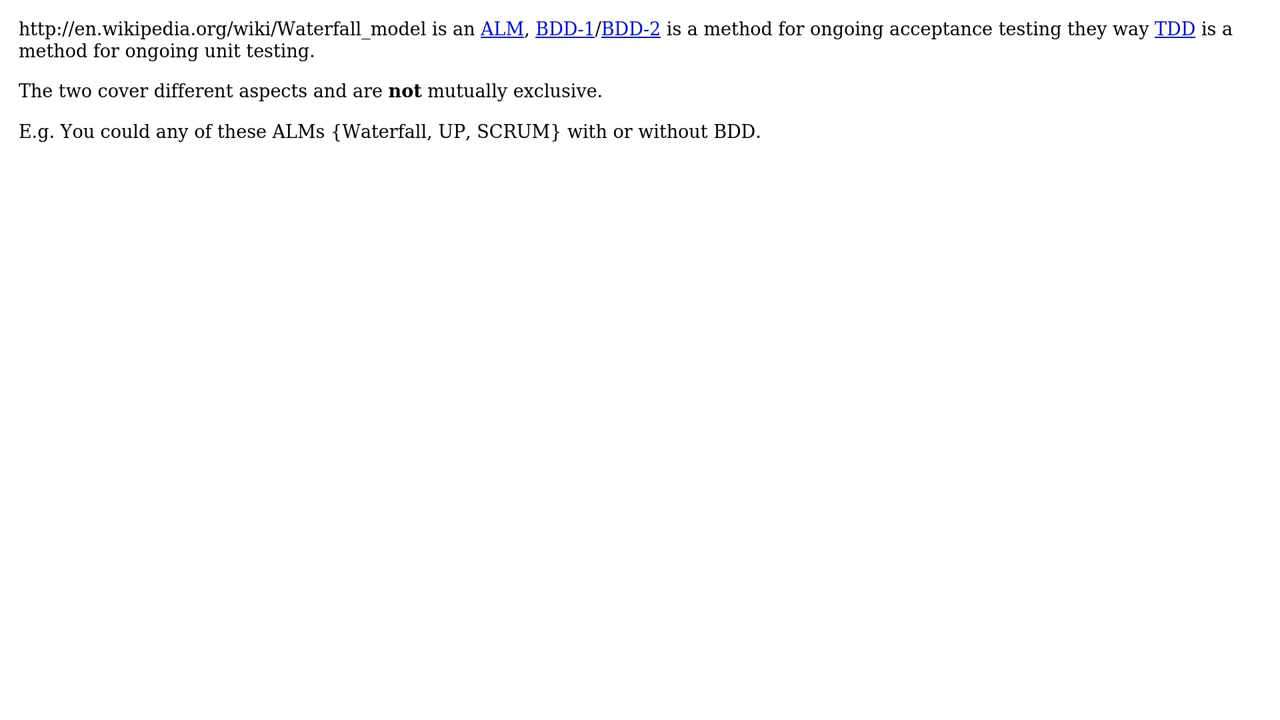 http://en.wikipedia.org/wiki/Waterfall_model is an ALM, BDD-1/BDD-2 is a method for ongoing acceptance testing they way TDD is a
method for ongoing unit testing.
The two cover different aspects and are not mutually exclusive.
E.g. You could any of these ALMs {Waterfall, UP, SCRUM} with or without BDD.